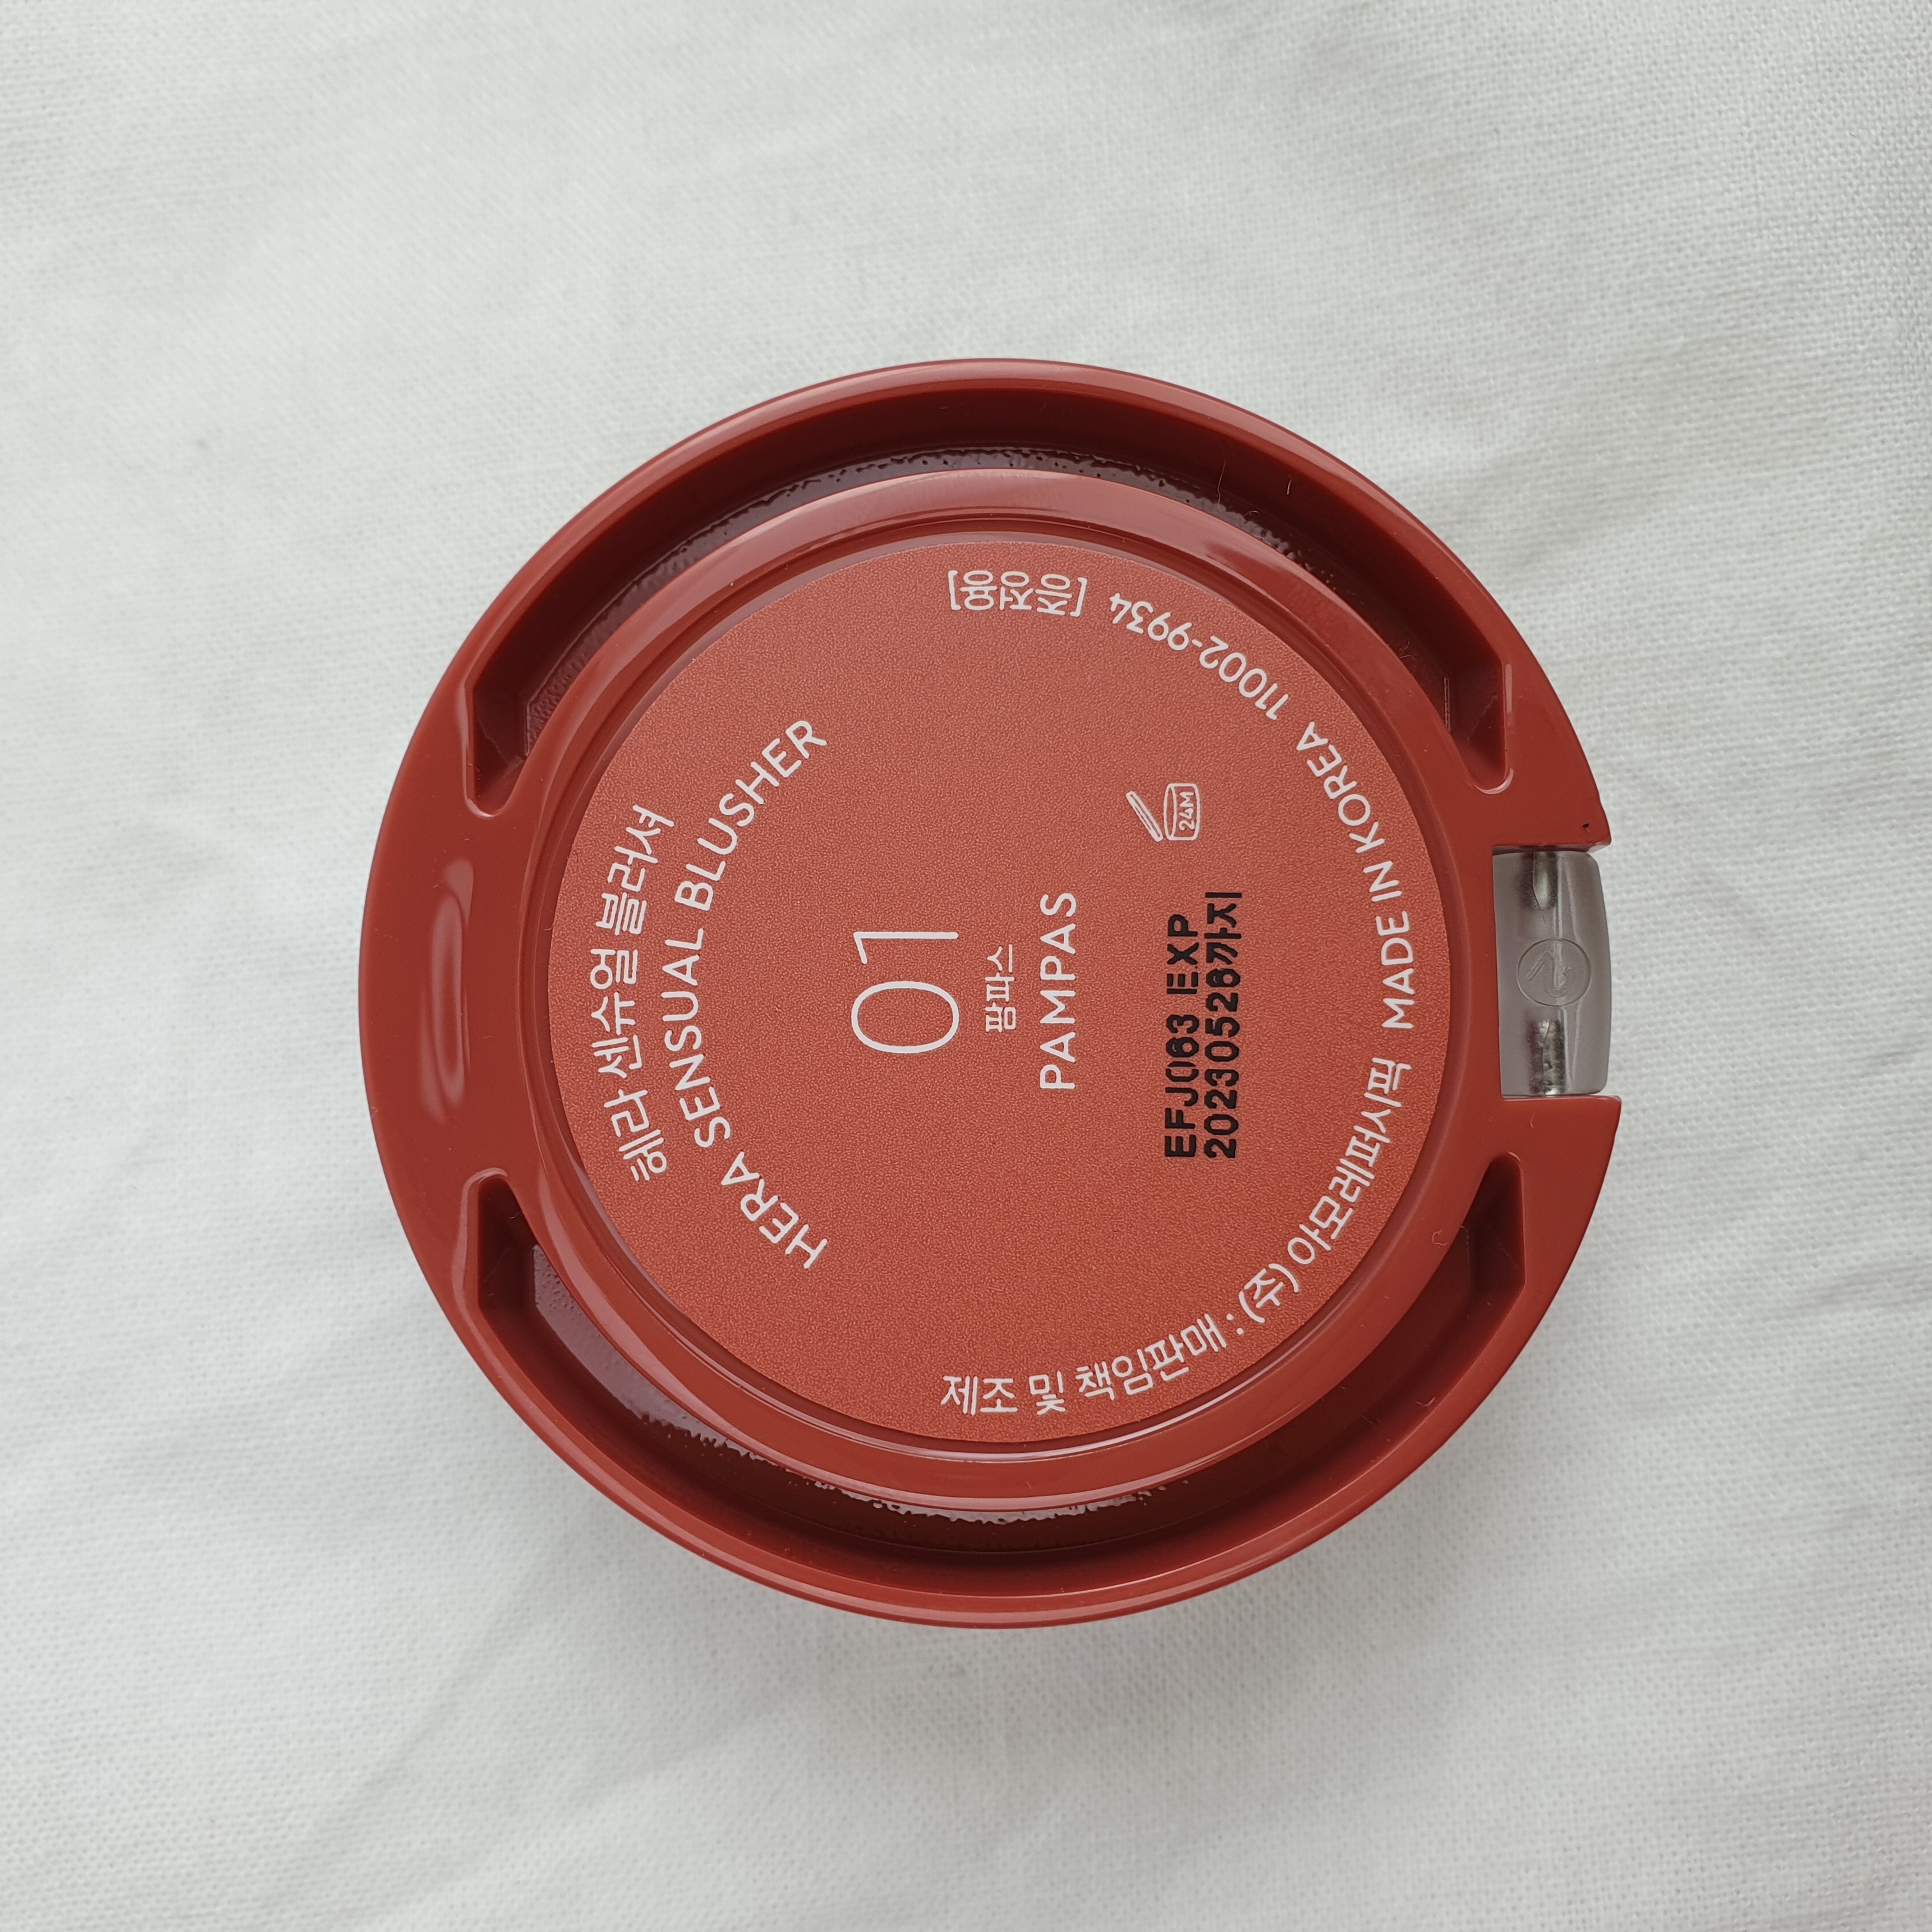 헤라 센슈얼 블러셔
HERA SENSUAL BLUSHER
01
팜파스
PAMPAS
24M
EFJ063 EXP
20230526까지
제조 및 책임판매 : (주) 아모레퍼시픽 MADE IN KOREA 11002-9934 [증정용]